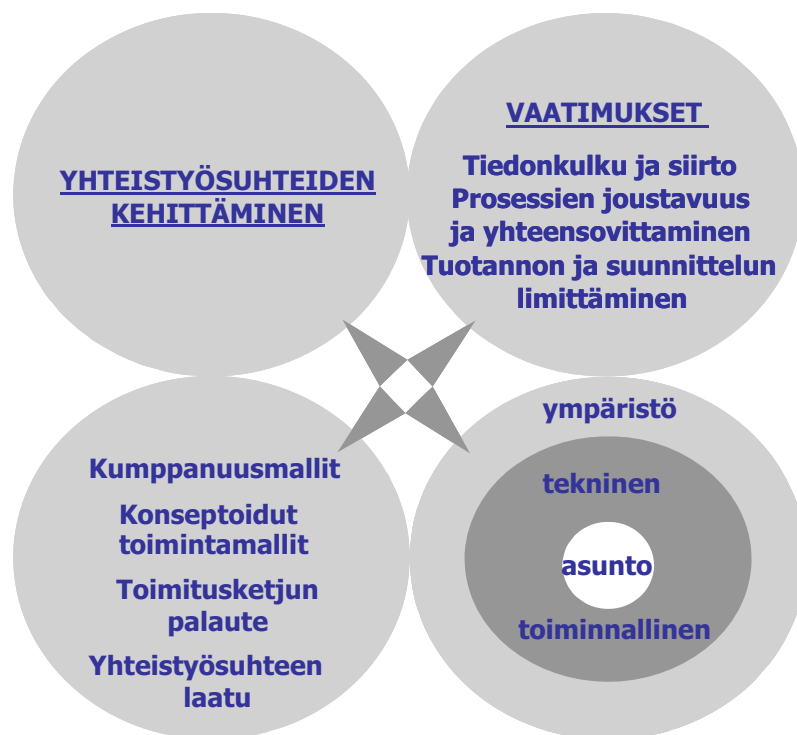 YHTEISTYÖSUHTEIDEN
KEHITTÄMINEN
VAATIMUKSET
Tiedonkulku ja siirto
Prosessien joustavuus
ja yhteensovittaminen
Tuotannon ja suunnittelun
limittäminen
Kumppanuusmallit
Konseptoidut
toimintamallit
Toimitusketjun
palaute
Yhteistyösuhteen
laatu
ympäristö
tekninen
asunto
toiminnallinen